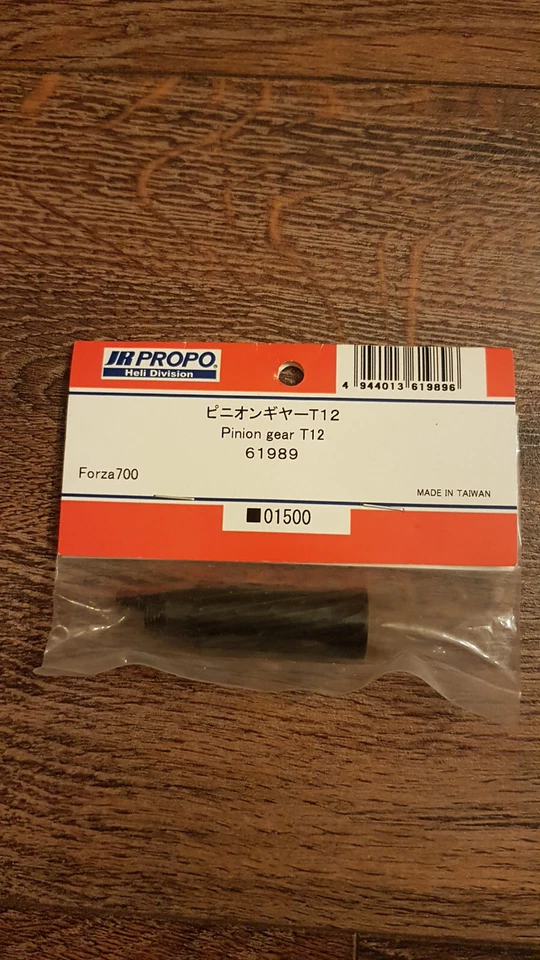 JR PROPO®
Heli Division
4 944013 619896
ピニオンギヤーT12
Pinion gear T12
61989
Forza700
MADE IN TAIWAN
■01500